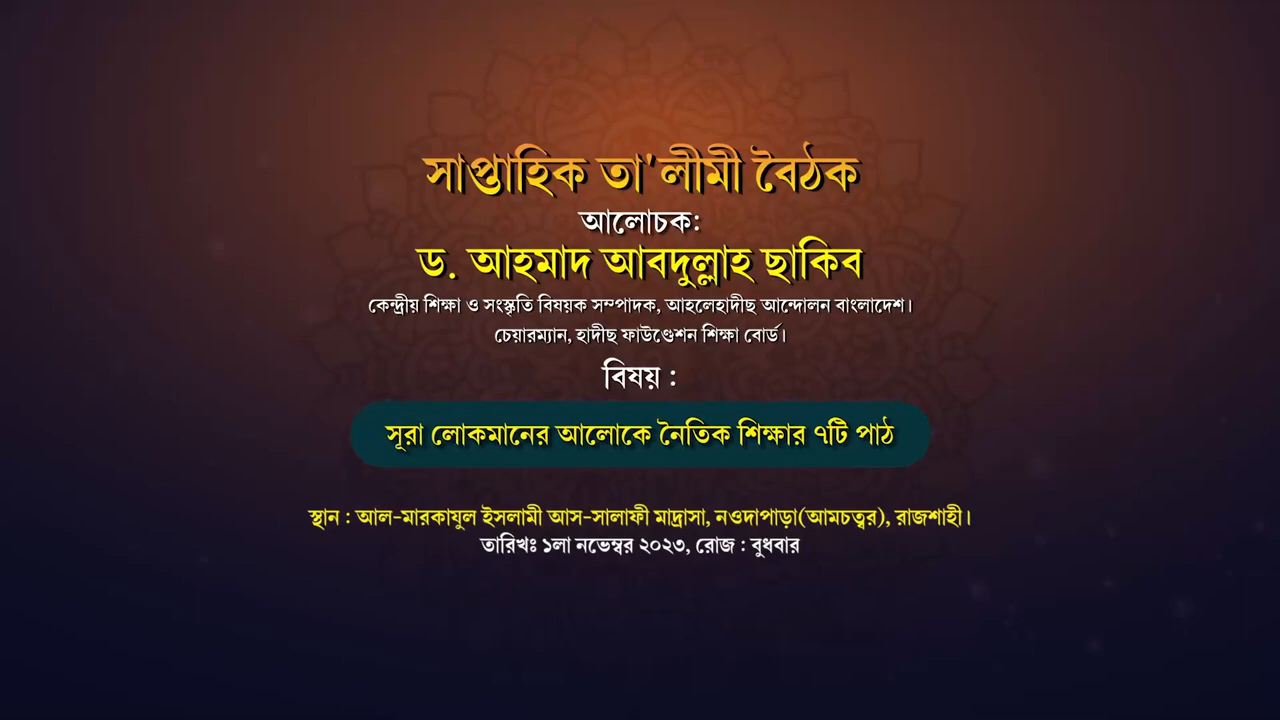 সাপ্তাহিক তা'লীমী বৈঠক
আলোচক:
ড. আহমাদ আবদুল্লাহ ছাকিব
কেন্দ্রীয় শিক্ষা ও সংস্কৃতি বিষয়ক সম্পাদক, আহলেহাদীছ আন্দোলন বাংলাদেশ।
চেয়ারম্যান, হাদীছ ফাউণ্ডেশন শিক্ষা বোর্ড।
বিষয় :
সূরা লোকমানের আলোকে নৈতিক শিক্ষার ৭টি পাঠ
স্থান : আল-মারকাযুল ইসলামী আস-সালাফী মাদ্রাসা, নওদাপাড়া(আমচত্বর), রাজশাহী।
তারিখঃ ১লা নভেম্বর ২০২৩, রোজ : বুধবার